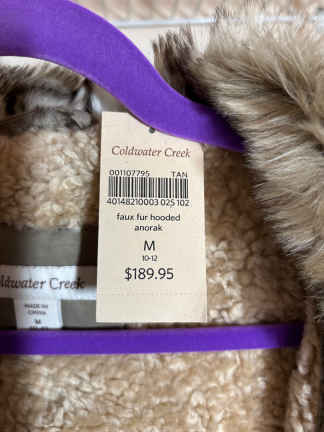 Coldwater Creek
001107795 TAN
40148210003 025 102
faux fur hooded
anorak
M
10-12
$189.95
ldwater Creek
MADE IN
CHINA
M